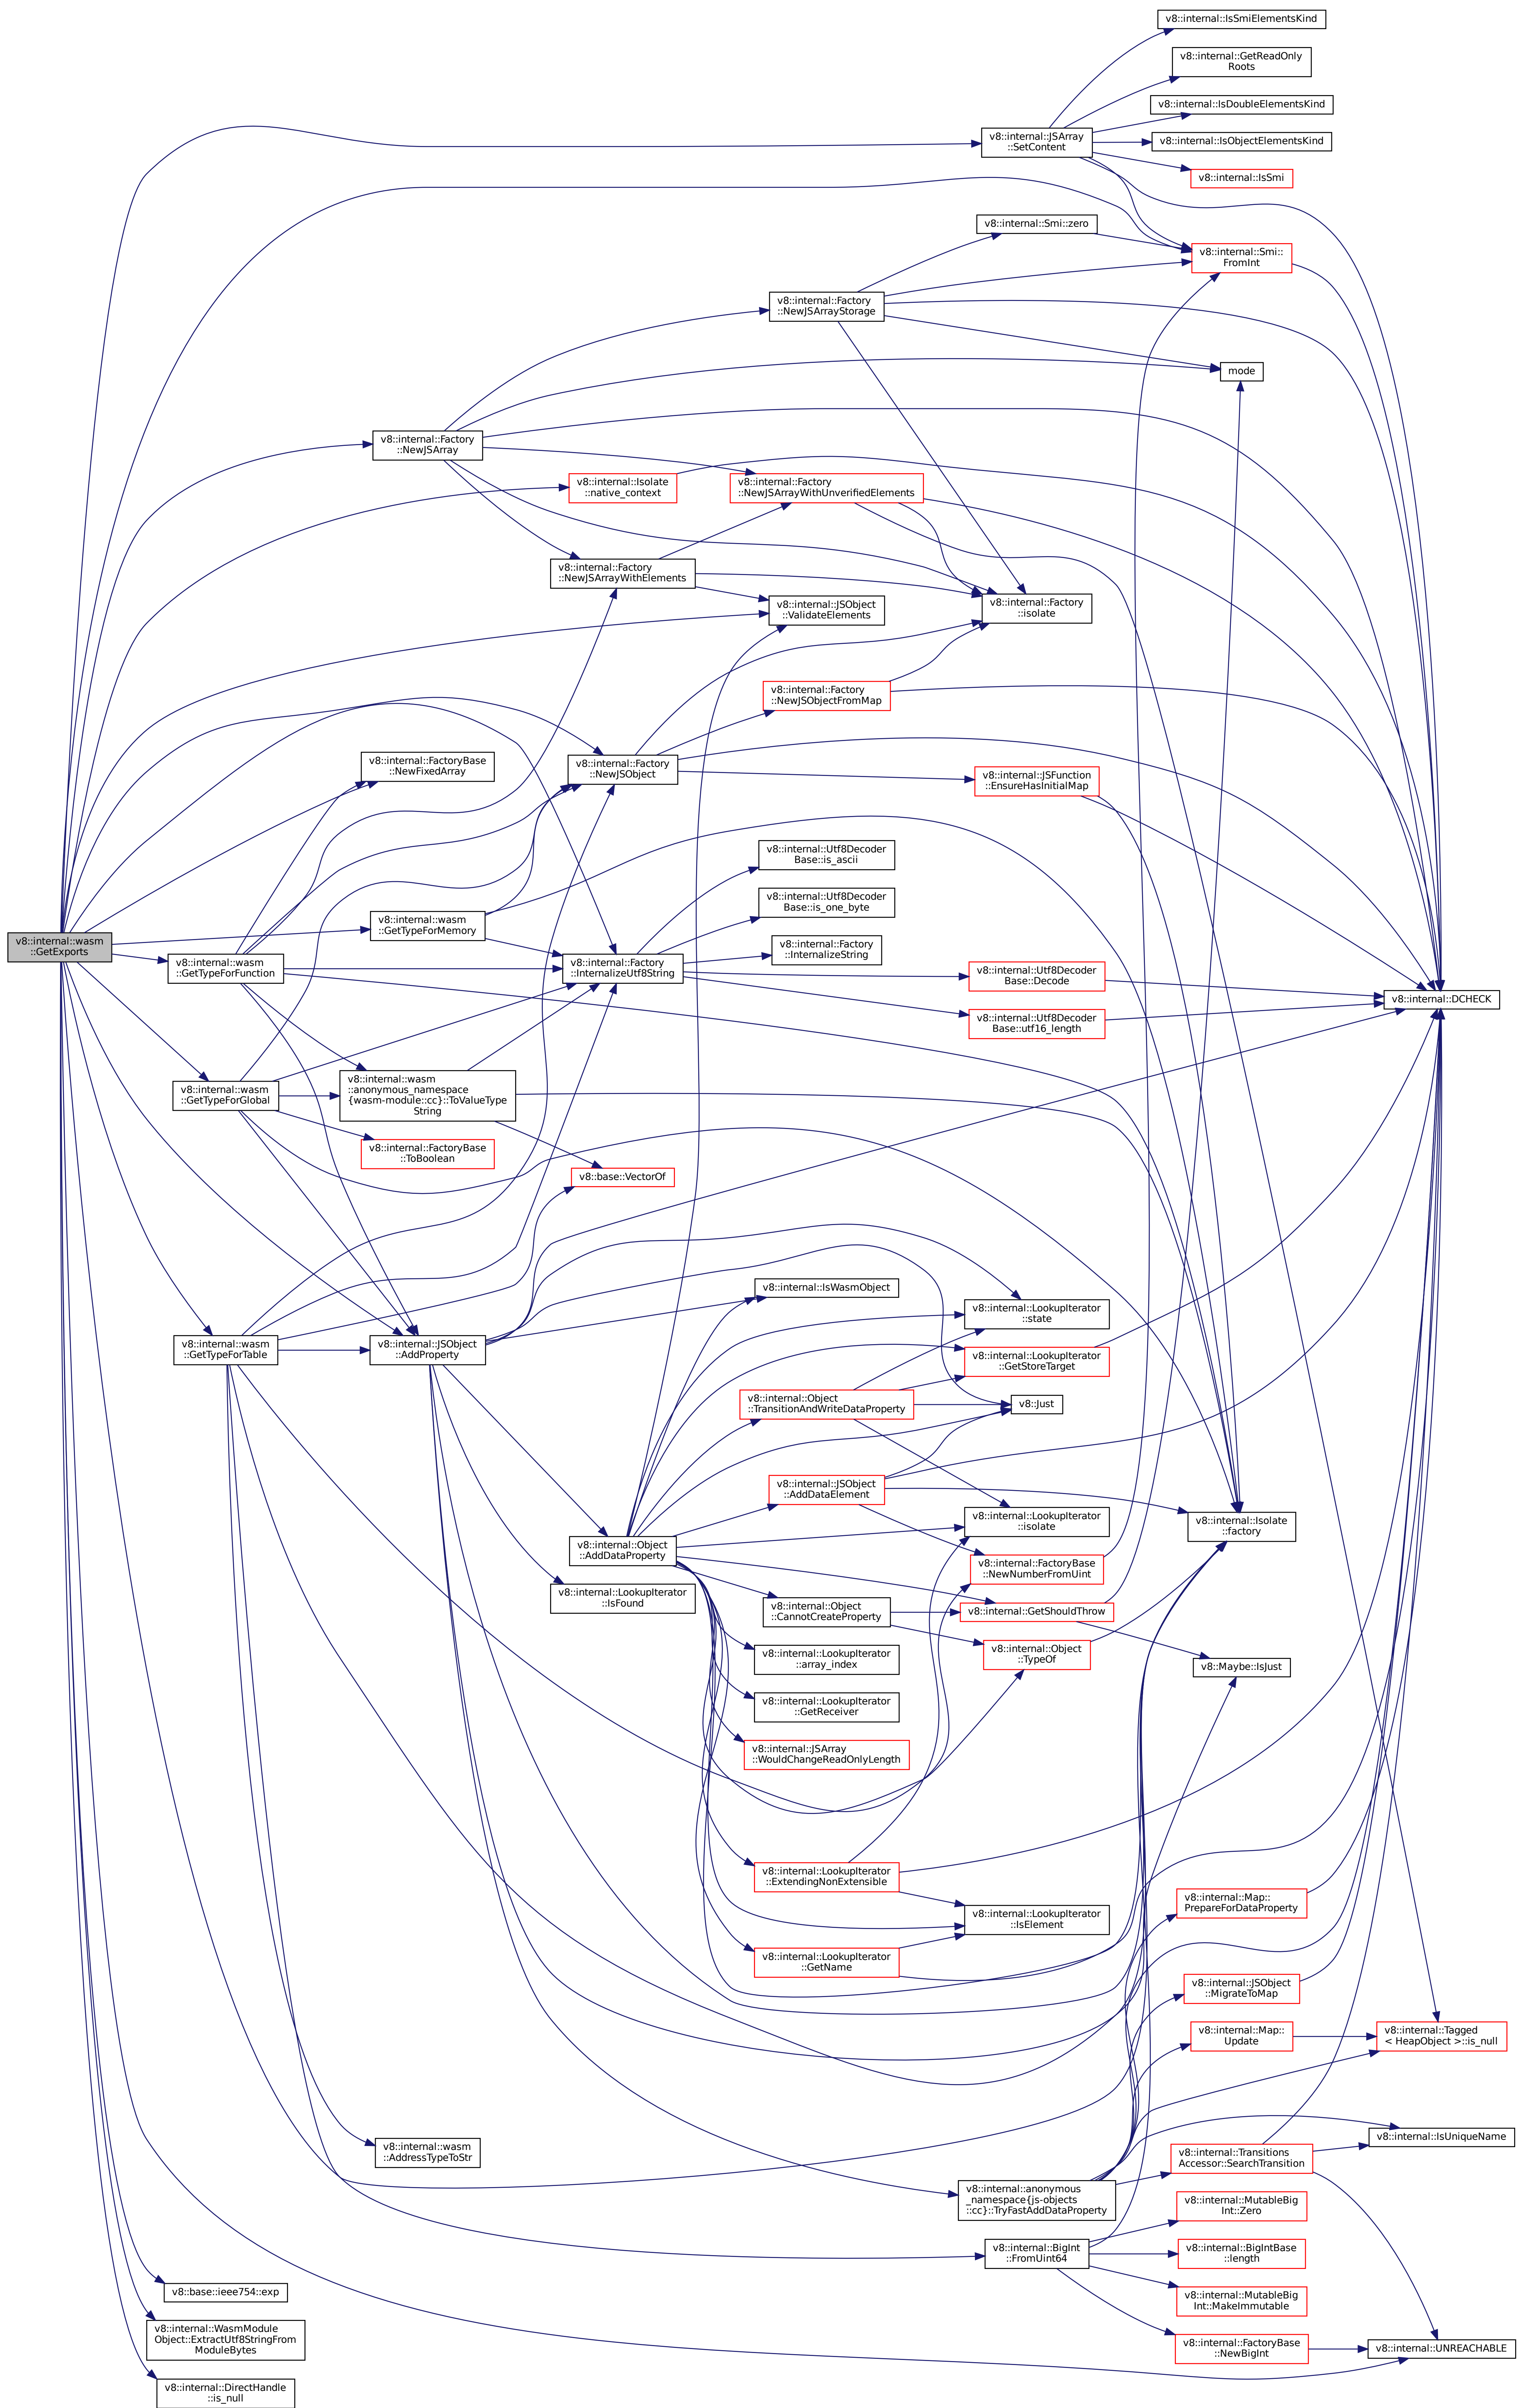 v8::internal::IsSmiElementsKind
v8::internal::GetReadOnly
Roots
v8::internal::IsDoubleElementsKind
v8::internal::JSArray
::SetContent
v8::internal::IsObjectElementsKind
v8::internal::IsSmi
v8::internal::Smi::zero
v8::internal::Smi::
FromInt
v8::internal::Factory
::NewJSArrayStorage
mode
v8::internal::Factory
::NewJSArray
v8::internal::Isolate
::native_context
v8::internal::Factory
::NewJSArrayWithUnverifiedElements
v8::internal::Factory
::NewJSArrayWithElements
v8::internal::JSObject
::ValidateElements
v8::internal::Factory
::isolate
v8::internal::Factory
::NewJSObjectFromMap
v8::internal::FactoryBase
::NewFixedArray
v8::internal::Factory
::NewJSObject
v8::internal::JSFunction
::EnsureHasInitialMap
v8::internal::Utf8Decoder
Base::is_ascii
v8::internal::Utf8Decoder
Base::is_one_byte
v8::internal::wasm
::GetTypeForMemory
v8::internal::wasm
::GetExports
v8::internal::Factory
::InternalizeString
v8::internal::wasm
::GetTypeForFunction
v8::internal::Factory
::InternalizeUtf8String
v8::internal::Utf8Decoder
Base::Decode
v8::internal::DCHECK
v8::internal::Utf8Decoder
Base::utf16_length
v8::internal::wasm
::GetTypeForGlobal
v8::internal::wasm
::anonymous_namespace
{wasm-module::cc}::ToValueType
String
v8::internal::FactoryBase
::ToBoolean
v8::base::VectorOf
v8::internal::IsWasmObject
v8::internal::LookupIterator
::state
v8::internal::wasm
::GetTypeForTable
v8::internal::JSObject
::AddProperty
v8::internal::LookupIterator
::GetStoreTarget
v8::internal::Object
::TransitionAndWriteDataProperty
v8::Just
v8::internal::JSObject
::AddDataElement
v8::internal::LookupIterator
::isolate
v8::internal::Isolate
::factory
v8::internal::Object
::AddDataProperty
v8::internal::FactoryBase
::NewNumberFromUint
v8::internal::LookupIterator
::IsFound
v8::internal::Object
::CannotCreateProperty
v8::internal::GetShouldThrow
v8::internal::LookupIterator
::array_index
v8::internal::Object
::TypeOf
v8::Maybe::IsJust
v8::internal::LookupIterator
::GetReceiver
v8::internal::JSArray
::WouldChangeReadOnlyLength
v8::internal::LookupIterator
::ExtendingNonExtensible
v8::internal::Map::
PrepareForDataProperty
v8::internal::LookupIterator
::IsElement
v8::internal::LookupIterator
::GetName
v8::internal::JSObject
::MigrateToMap
v8::internal::Map::
Update
v8::internal::Tagged
< HeapObject >::is_null
v8::internal::IsUniqueName
v8::internal::wasm
::AddressTypeToStr
v8::internal::Transitions
Accessor::SearchTransition
v8::internal::anonymous
_namespace{js-objects
::cc}::TryFastAddDataProperty
v8::internal::MutableBig
Int::Zero
v8::internal::BigInt
::FromUint64
v8::internal::BigIntBase
::length
v8::base::ieee754::exp
v8::internal::MutableBig
Int::MakeImmutable
v8::internal::WasmModule
Object::ExtractUtf8StringFrom
ModuleBytes
v8::internal::FactoryBase
::NewBigInt
v8::internal::UNREACHABLE
v8::internal::DirectHandle
::is_null